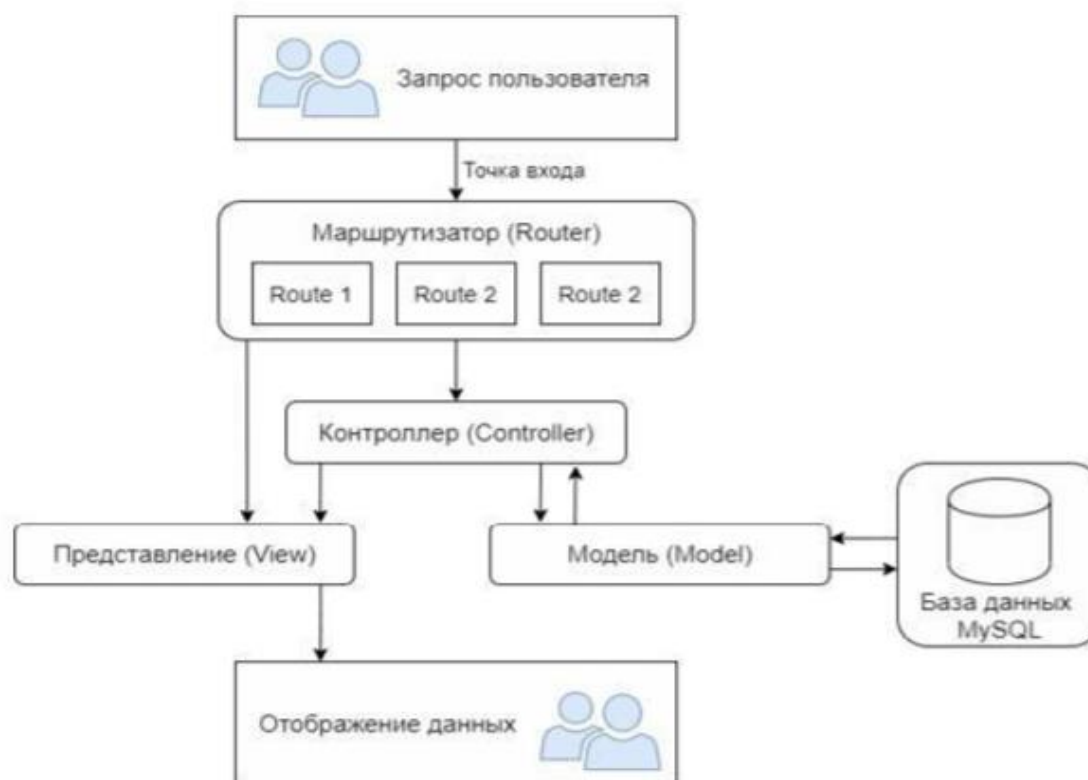 Запрос пользователя
Точка входа
Маршрутизатор (Router)
Route 1
Route 2
Route 2
Контроллер (Controller)
Представление (View)
Модель (Model)
База данных
MySQL
Отображение данных